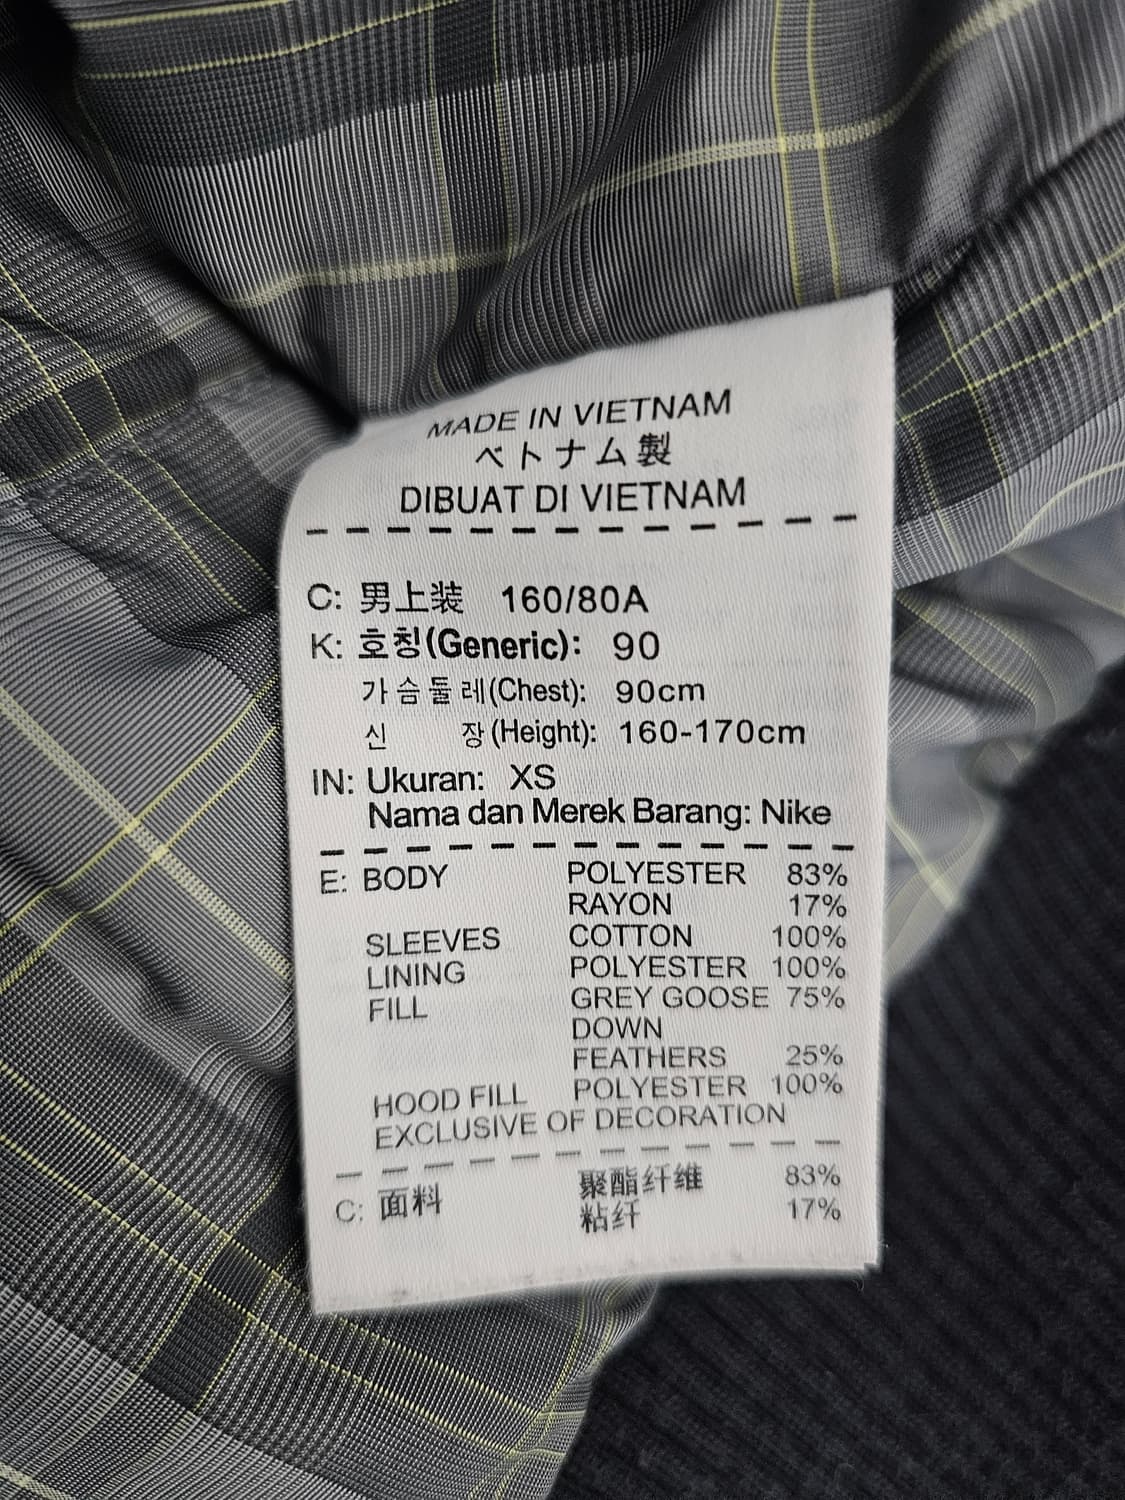 MADE IN VIETNAM
ベトナム製
DIBUAT DI VIETNAM
C: 男上装 160/80A
K: 호칭(Generic): 90
가슴둘레(Chest): 90cm
신 장(Height): 160-170cm
IN: Ukuran: XS
Nama dan Merek Barang: Nike
E: BODY POLYESTER 83%
RAYON 17%
SLEEVES COTTON 100%
LINING POLYESTER 100%
FILL GREY GOOSE 75%
DOWN
FEATHERS 25%
HOOD FILL POLYESTER 100%
EXCLUSIVE OF DECORATION
C: 面料 聚酯纤维 83%
粘纤 17%